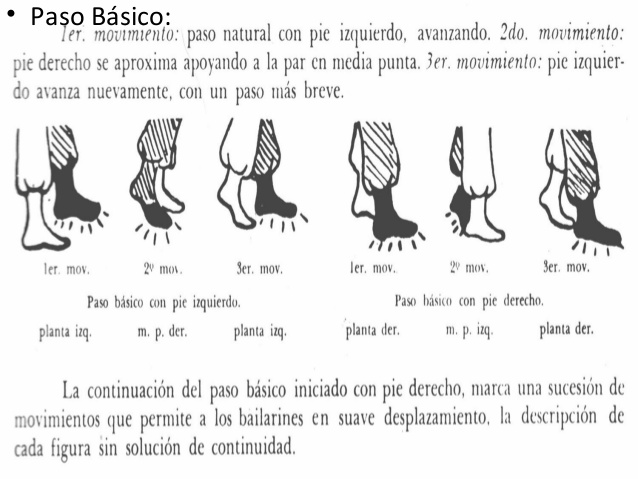 • Paso Básico:
1er. movimiento: paso natural con pie izquierdo, avanzando. 2do. movimiento:
pie derecho se aproxima apoyando a la par en media punta. 3er. movimiento: pie izquier-
do avanza nuevamente, con un paso más breve.
1er. mov. 2º mov. 3er. mov. 1er. mov. 2º mov. 3er. mov.
Paso básico con pie izquierdo. Paso básico con pie derecho.
planta izq. m. p. der. planta izq. planta der. m. p. izq. planta der.
La continuación del paso básico iniciado con pie derecho, marca una sucesión de
movimientos que permite a los bailarines en suave desplazamiento, la descripción de
cada figura sin solución de continuidad.